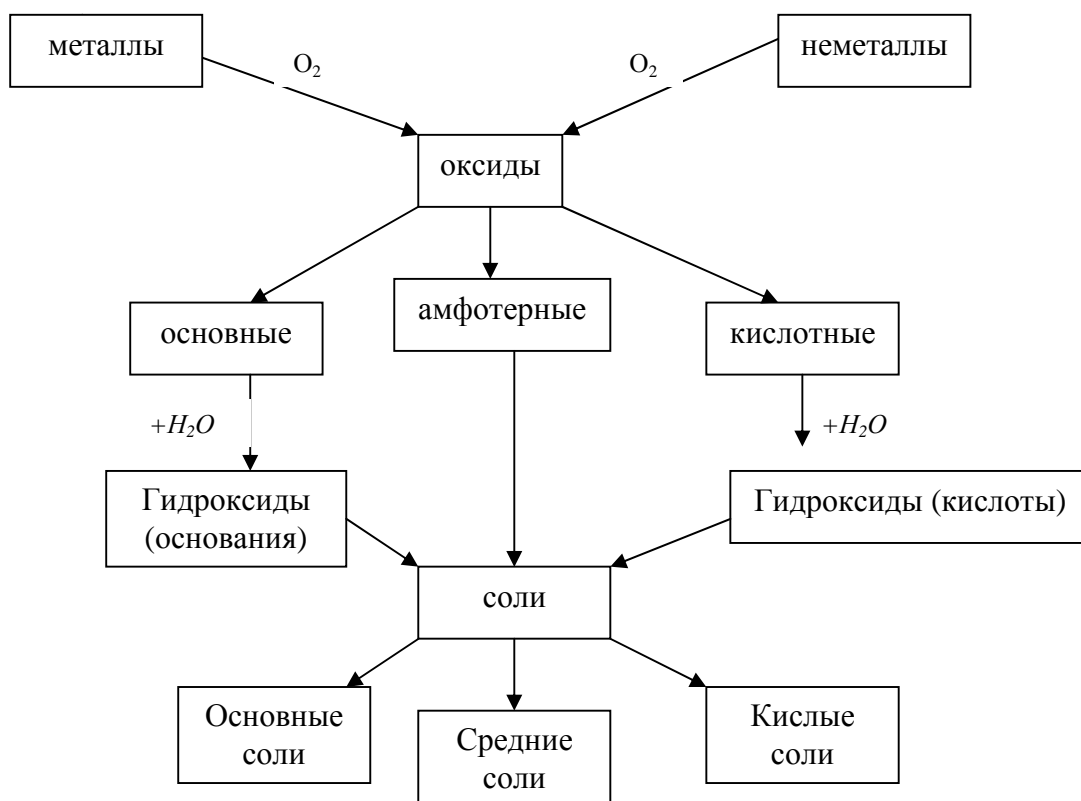 металлы
неметаллы
O₂
O₂
оксиды
основные
амфотерные
кислотные
+H₂O
+H₂O
Гидроксиды
(основания)
Гидроксиды (кислоты)
соли
Основные
соли
Средние
соли
Кислые
соли